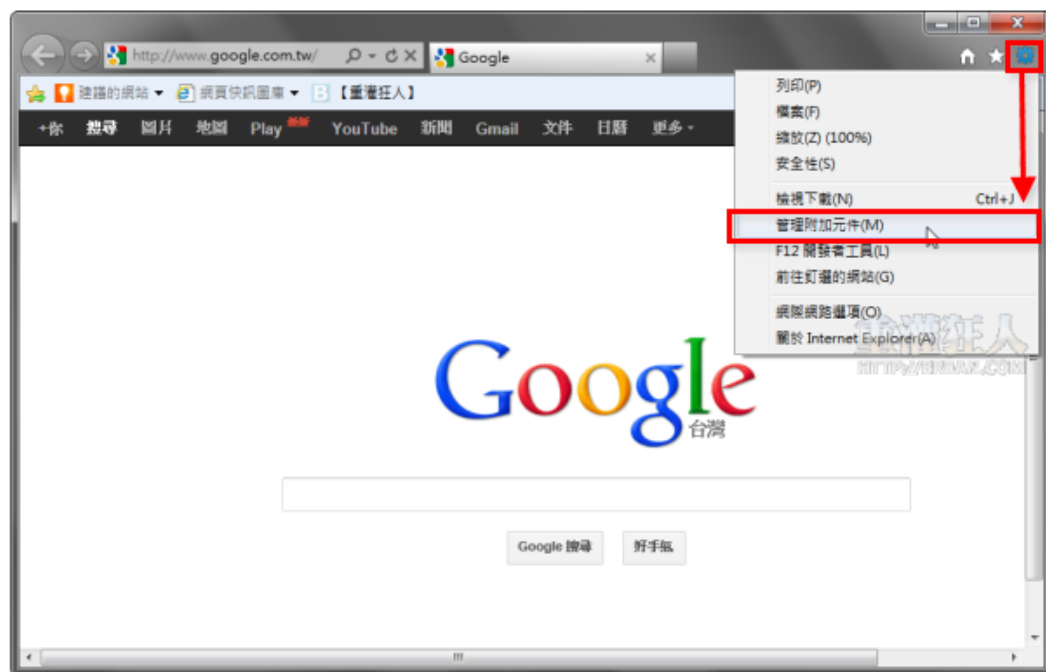 http://www.google.com.tw/
Google
建議的網站
網頁快訊圖庫
【重灌狂人】
+你 搜尋 圖片 地圖 Play 新聞 YouTube 新聞 Gmail 文件 日曆 更多
列印(P)
檔案(F)
縮放(Z) (100%)
安全性(S)
檢視下載(N) Ctrl+J
管理附加元件(M)
F12 開發者工具(L)
前往釘選的網站(G)
網際網路選項(O)
關於 Internet Explorer(A)
重灌狂人
HTTP://BRIIAN.COM
Google
台灣
Google 搜尋 好手氣